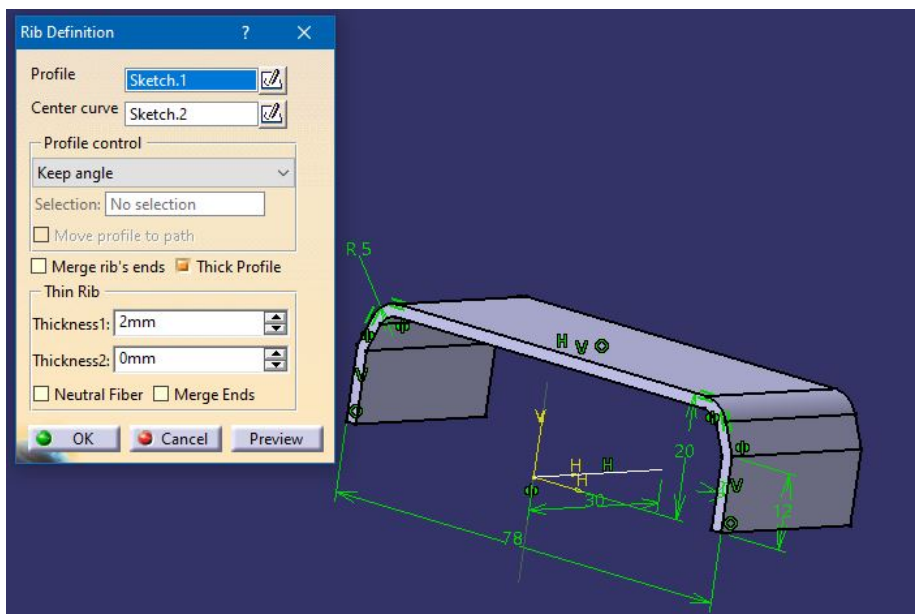 Rib Definition ? ×
Profile Sketch.1
Center curve Sketch.2
Profile control
Keep angle
Selection: No selection
Move profile to path
Merge rib's ends Thick Profile
Thin Rib
Thickness1: 2mm
Thickness2: 0mm
Neutral Fiber Merge Ends
OK Cancel Preview
R 5
H V
V
V
H H
H
20
30
V
12
78